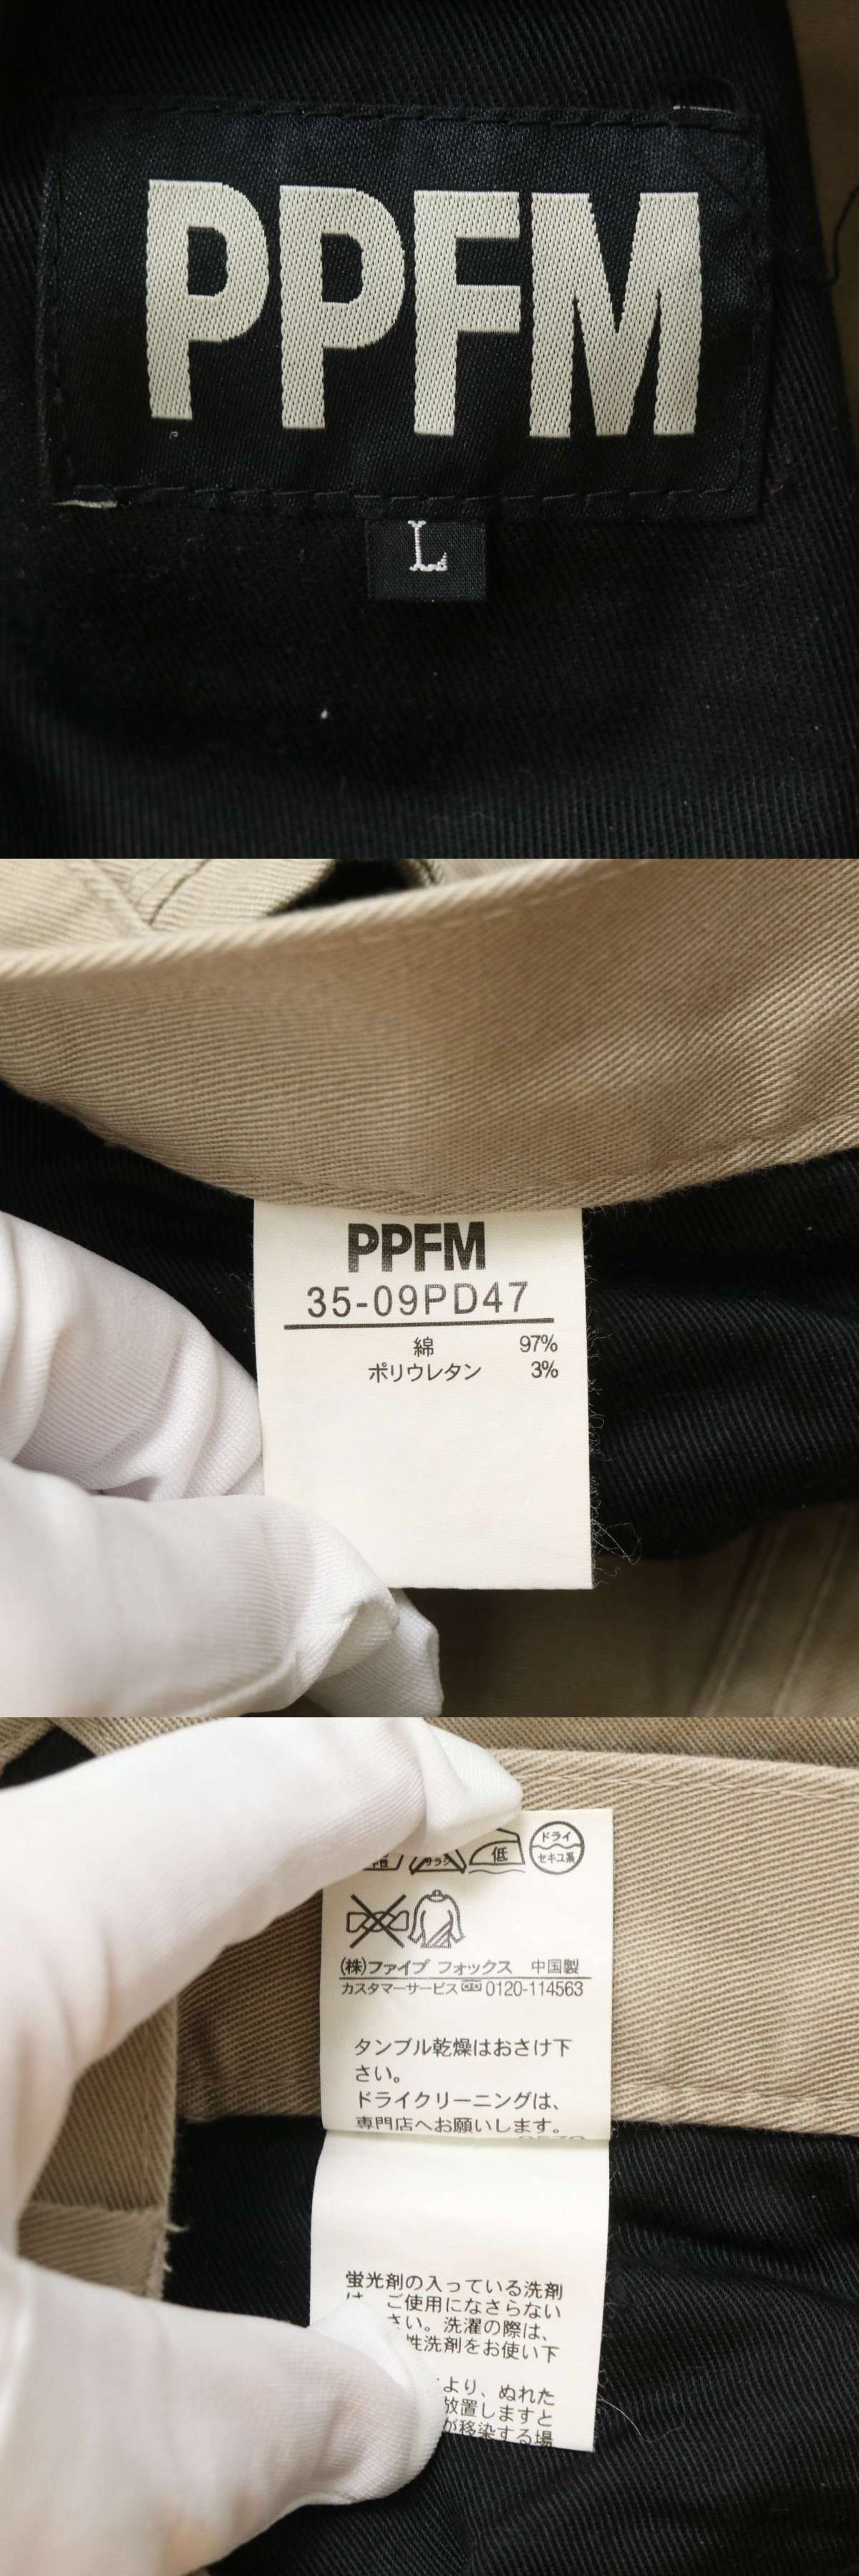 PPFM
L
PPFM
35-09PD47
綿 97%
ポリウレタン 3%
低 ドライ
セキユ系
(株)ファイブ フォックス 中国製
カスタマーサービス 0120-114563
タンブル乾燥はおさけ下
さい。
ドライクリーニングは、
専門店へお願いします。
蛍光剤の入っている洗剤
は ご使用になさらない
さい。洗濯の際は、
性洗剤をお使い下
より、ぬれた
放置しますと
が移染する場